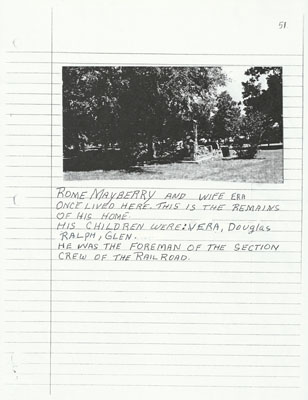 51
ROME MAYBERRY AND WIFE ERA
ONCE LIVED HERE. THIS IS THE REMAINS
OF HIS HOME.
HIS CHILDREN WERE: VERA, Douglas
RALPH, GLEN.
HE WAS THE FOREMAN OF THE SECTION
CREW OF THE RAILROAD.